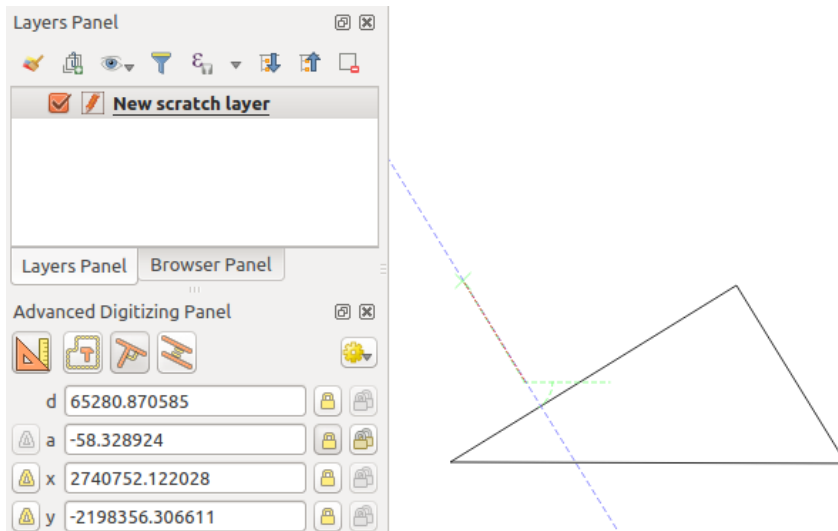 Layers Panel
New scratch layer
Layers Panel Browser Panel
Advanced Digitizing Panel
d 65280.870585
a -58.328924
x 2740752.122028
y -2198356.306611